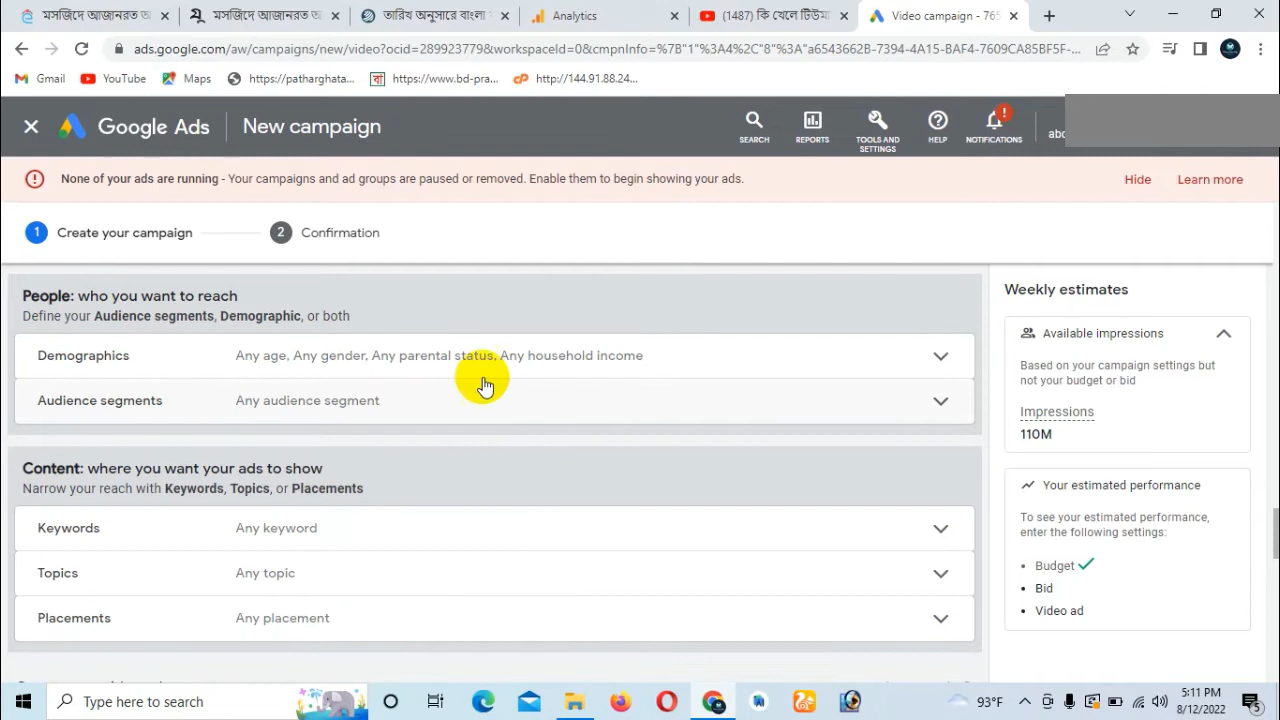 মসজিদে আজানরত অ
মসজিদে আজানরত অ
তারিখ অনুসারে বাংলা
Analytics
(1487) কি খেলে টিউমা
Video campaign - 765
ads.google.com/aw/campaigns/new/video?ocid=289923779&workspaceId=0&cmpnInfo=%7B"1"%3A4%2C"8"%3A"a6543662B-7394-4A15-BAF4-7609CA85BF5F-...
Gmail
YouTube
Maps
https://patharghata...
https://www.bd-pra...
http://144.91.88.24...
Google Ads
New campaign
SEARCH
REPORTS
TOOLS AND SETTINGS
HELP
NOTIFICATIONS
abc
None of your ads are running - Your campaigns and ad groups are paused or removed. Enable them to begin showing your ads.
Hide
Learn more
1 Create your campaign
2 Confirmation
People: who you want to reach
Define your Audience segments, Demographic, or both
Demographics Any age, Any gender, Any parental status, Any household income
Audience segments Any audience segment
Content: where you want your ads to show
Narrow your reach with Keywords, Topics, or Placements
Keywords Any keyword
Topics Any topic
Placements Any placement
Weekly estimates
Available impressions
Based on your campaign settings but
not your budget or bid
Impressions
110M
Your estimated performance
To see your estimated performance,
enter the following settings:
• Budget
• Bid
• Video ad
Type here to search
93°F
5:11 PM
8/12/2022
5